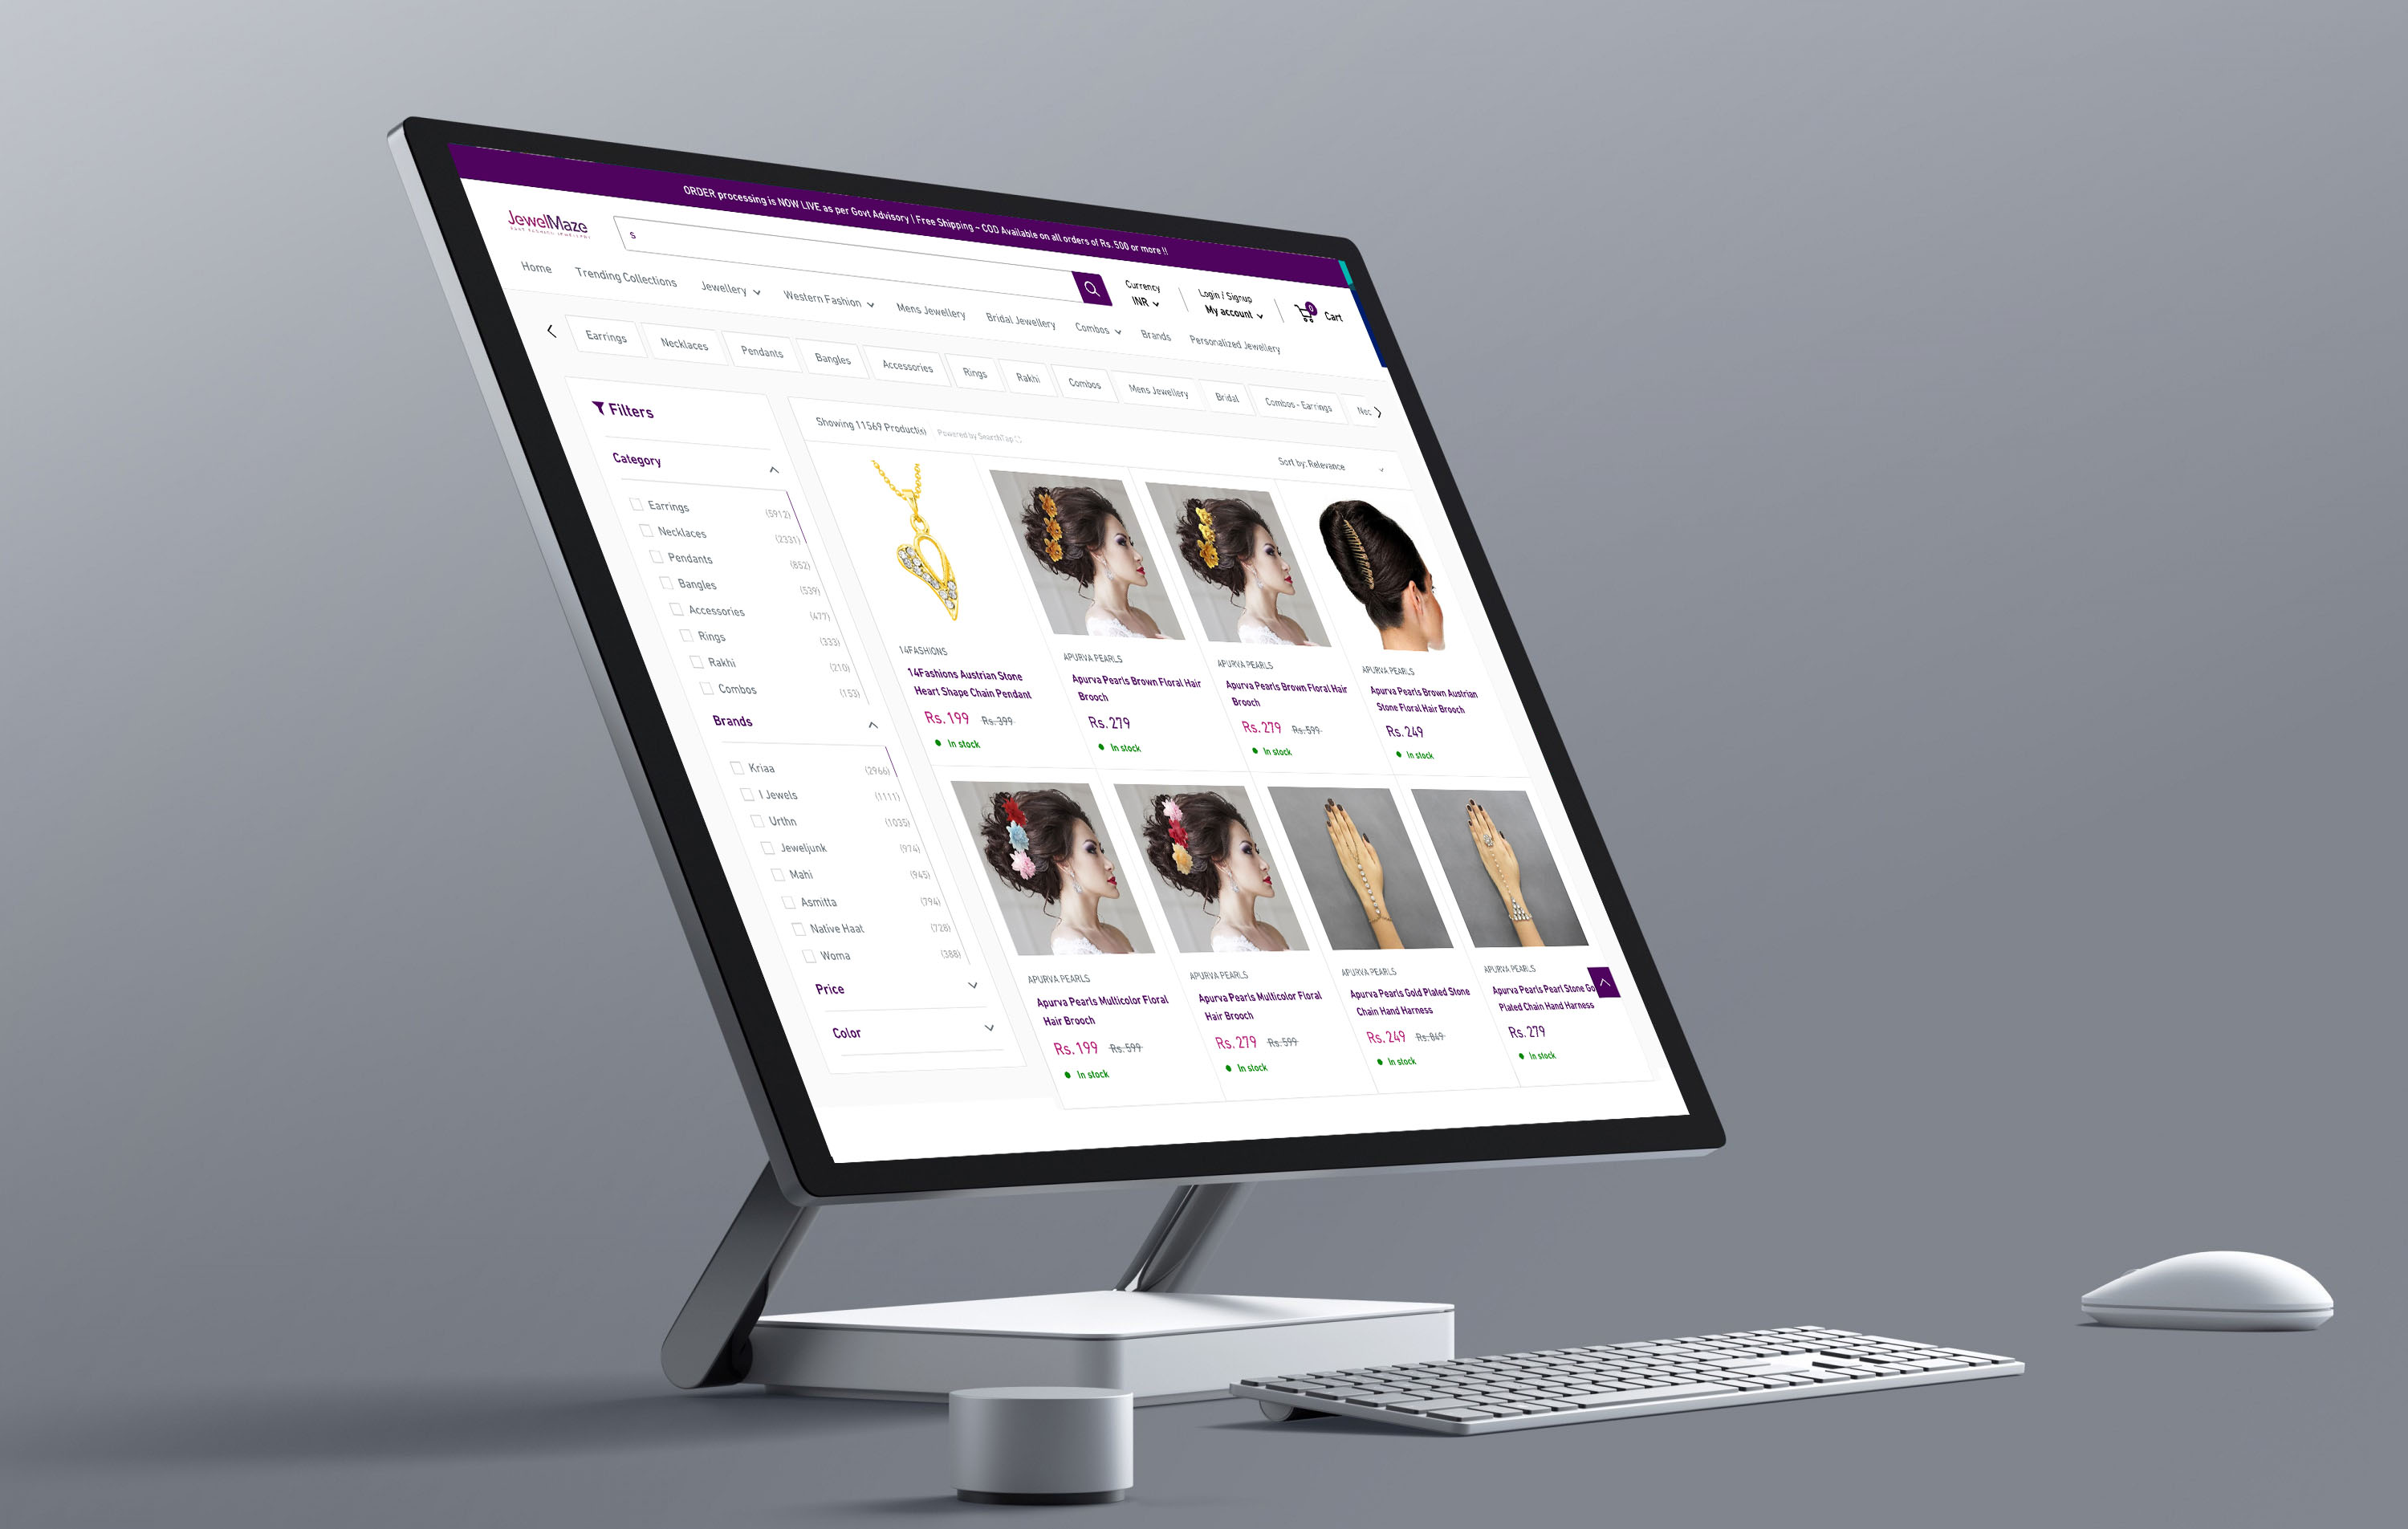 ORDER processing is NOW LIVE as per Govt Advisory | Free Shipping – COD Available on all orders of Rs. 500 or more !!
JewelMaze
s
Currency
INR
Login / Signup
My account
0
Cart
Home
Trending Collections
Jewellery
Western Fashion
Mens Jewellery
Bridal Jewellery
Combos
Brands
Personalized Jewellery
Earrings
Necklaces
Pendants
Bangles
Accessories
Rings
Rakhi
Combos
Mens Jewellery
Bridal
Combos - Earrings
Nec
Filters
Category
Earrings (5912)
Necklaces (2331)
Pendants (852)
Bangles (539)
Accessories (477)
Rings (333)
Rakhi (210)
Combos (153)
Brands
Kriaa (2966)
I Jewels (1111)
Urthn (1035)
Jeweljunk (974)
Mahi (945)
Asmitta (794)
Native Haat (728)
Woma (388)
Price
Color
Showing 11569 Product(s)
Powered by SearchTap
Sort by: Relevance
14FASHIONS
14Fashions Austrian Stone
Heart Shape Chain Pendant
Rs. 199 Rs. 399
In stock
APURVA PEARLS
Apurva Pearls Brown Floral Hair
Brooch
Rs. 279
In stock
APURVA PEARLS
Apurva Pearls Brown Floral Hair
Brooch
Rs. 279 Rs. 599
In stock
APURVA PEARLS
Apurva Pearls Brown Austrian
Stone Floral Hair Brooch
Rs. 249
In stock
APURVA PEARLS
Apurva Pearls Multicolor Floral
Hair Brooch
Rs. 199 Rs. 599
In stock
APURVA PEARLS
Apurva Pearls Multicolor Floral
Hair Brooch
Rs. 279 Rs. 599
In stock
APURVA PEARLS
Apurva Pearls Gold Plated Stone
Chain Hand Harness
Rs. 249 Rs. 849
In stock
APURVA PEARLS
Apurva Pearls Pearl Stone Go
Plated Chain Hand Harness
Rs. 279
In stock